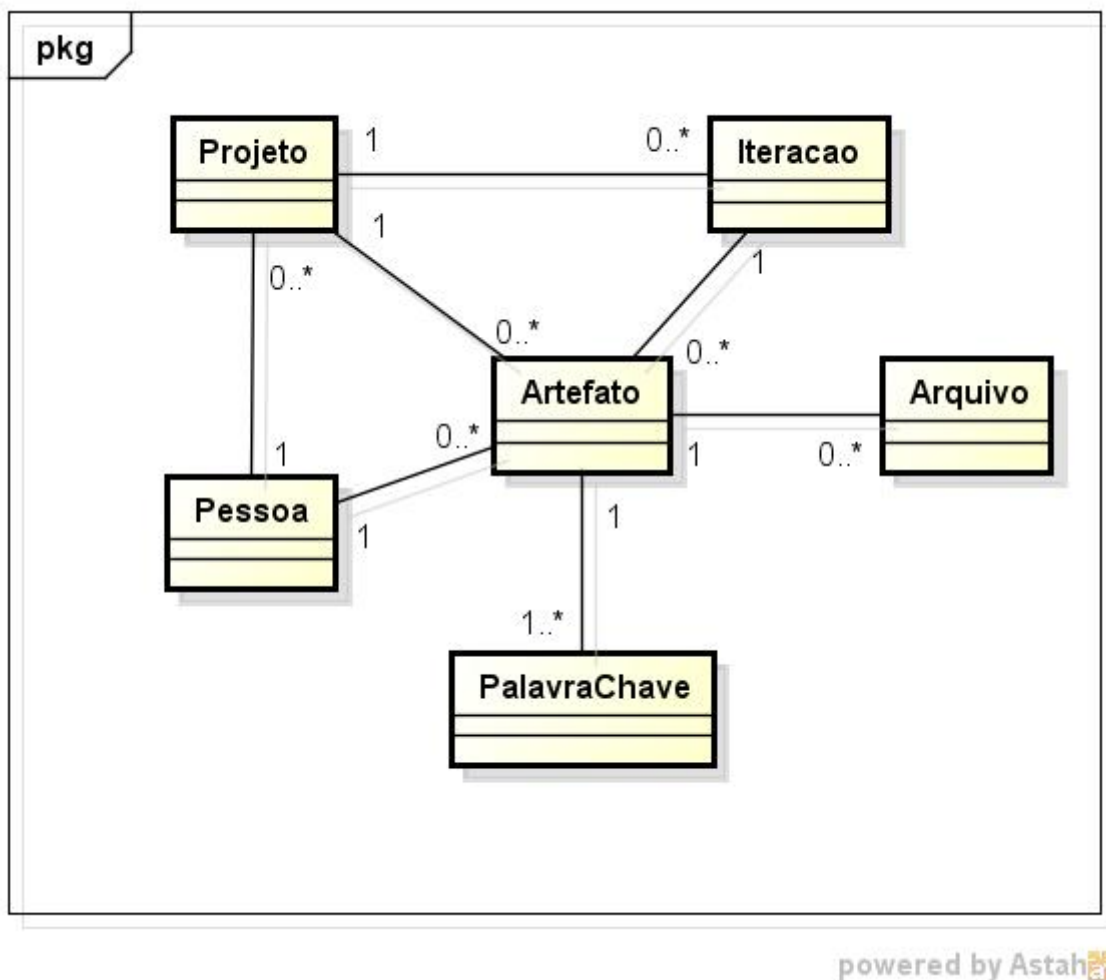 pkg
Projeto
1
0..*
Iteracao
1
0..*
1
0..*
0..*
Artefato
Arquivo
0..*
1
0..*
1
Pessoa
1
1
1..*
PalavraChave
powered by Astah